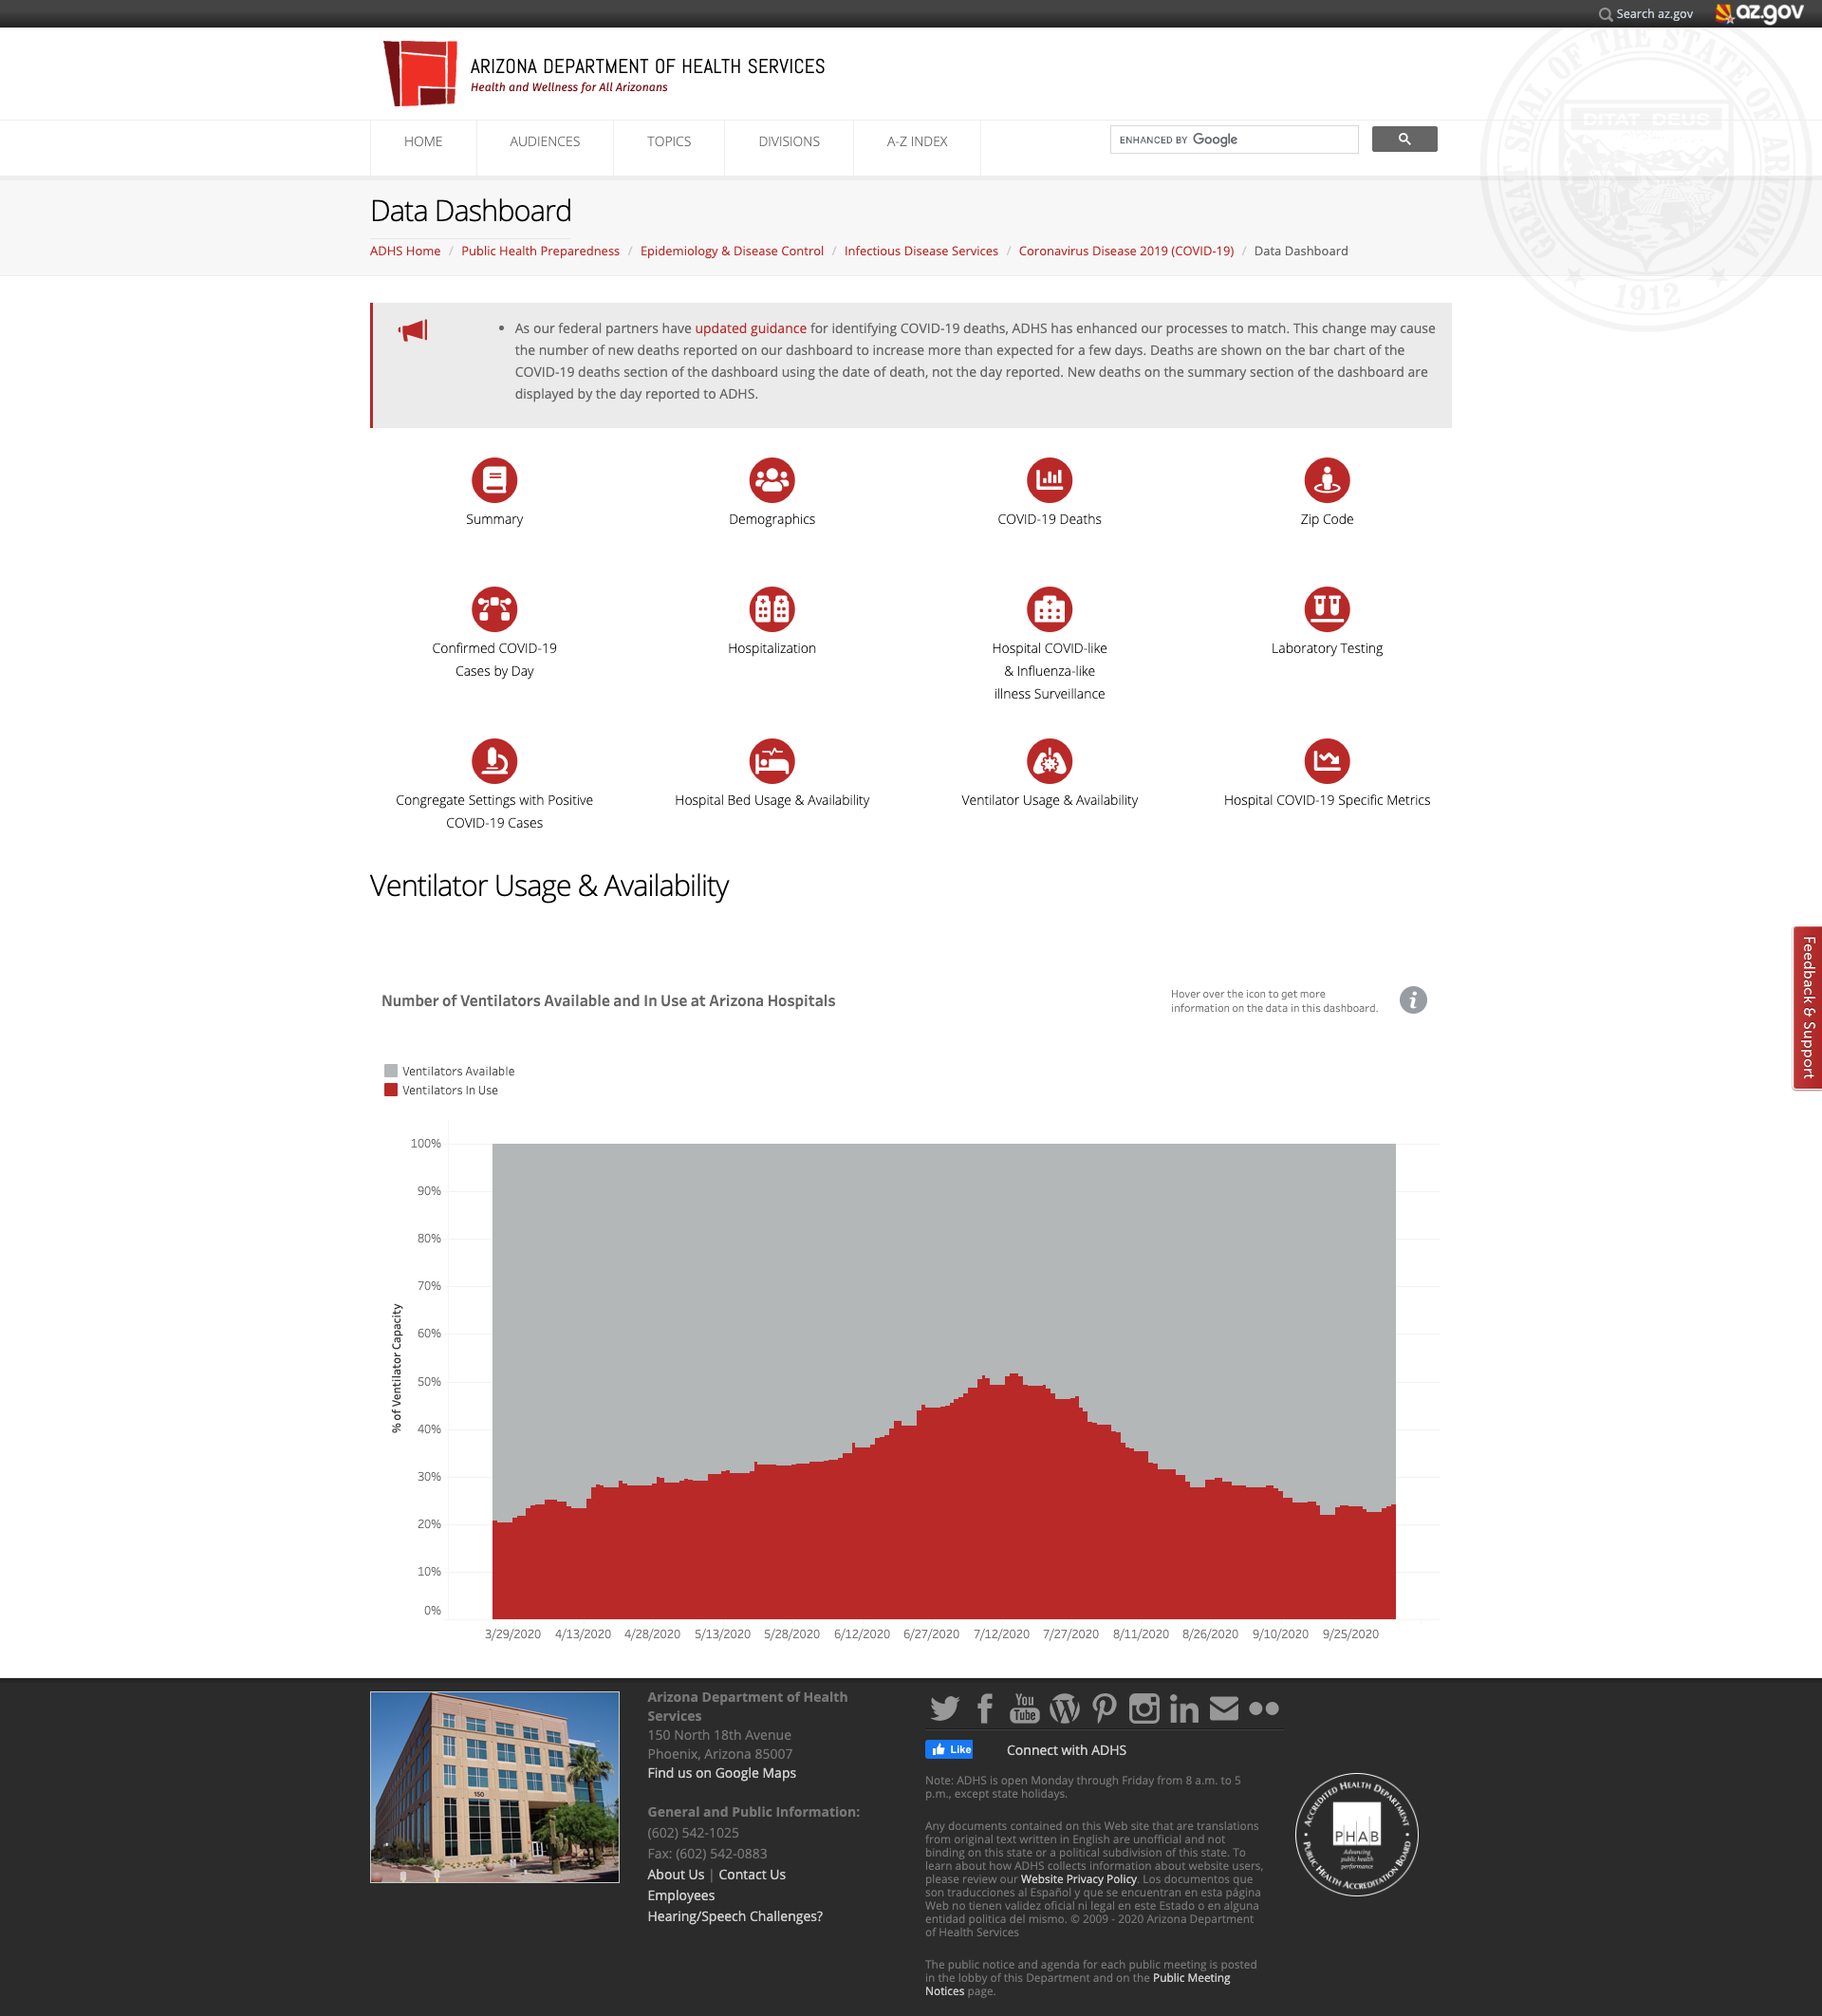 Search az.gov
az.gov
ARIZONA DEPARTMENT OF HEALTH SERVICES
Health and Wellness for All Arizonans
GREAT SEAL OF THE STATE OF ARIZONA
DITAT DEUS
1912
HOME
AUDIENCES
TOPICS
DIVISIONS
A-Z INDEX
ENHANCED BY Google
Data Dashboard
ADHS Home / Public Health Preparedness / Epidemiology & Disease Control / Infectious Disease Services / Coronavirus Disease 2019 (COVID-19) / Data Dashboard
• As our federal partners have updated guidance for identifying COVID-19 deaths, ADHS has enhanced our processes to match. This change may cause
the number of new deaths reported on our dashboard to increase more than expected for a few days. Deaths are shown on the bar chart of the
COVID-19 deaths section of the dashboard using the date of death, not the day reported. New deaths on the summary section of the dashboard are
displayed by the day reported to ADHS.
Summary
Demographics
COVID-19 Deaths
Zip Code
Confirmed COVID-19
Cases by Day
Hospitalization
Hospital COVID-like
& Influenza-like
illness Surveillance
Laboratory Testing
Congregate Settings with Positive
COVID-19 Cases
Hospital Bed Usage & Availability
Ventilator Usage & Availability
Hospital COVID-19 Specific Metrics
Ventilator Usage & Availability
Feedback & Support
Number of Ventilators Available and In Use at Arizona Hospitals
Hover over the icon to get more
information on the data in this dashboard.
i
Ventilators Available
Ventilators In Use
% of Ventilator Capacity
100%
90%
80%
70%
60%
50%
40%
30%
20%
10%
0%
3/29/2020
4/13/2020
4/28/2020
5/13/2020
5/28/2020
6/12/2020
6/27/2020
7/12/2020
7/27/2020
8/11/2020
8/26/2020
9/10/2020
9/25/2020
150
Arizona Department of Health
Services
150 North 18th Avenue
Phoenix, Arizona 85007
Find us on Google Maps
General and Public Information:
(602) 542-1025
Fax: (602) 542-0883
About Us | Contact Us
Employees
Hearing/Speech Challenges?
You
Tube
in
Like
Connect with ADHS
Note: ADHS is open Monday through Friday from 8 a.m. to 5
p.m., except state holidays.
Any documents contained on this Web site that are translations
from original text written in English are unofficial and not
binding on this state or a political subdivision of this state. To
learn about how ADHS collects information about website users,
please review our Website Privacy Policy. Los documentos que
son traducciones al Español y que se encuentran en esta página
Web no tienen validez oficial ni legal en este Estado o en alguna
entidad politica del mismo. © 2009 - 2020 Arizona Department
of Health Services
The public notice and agenda for each public meeting is posted
in the lobby of this Department and on the Public Meeting
Notices page.
ACCREDITED HEALTH DEPARTMENT
PHAB
Advancing
public health
performance
PUBLIC HEALTH ACCREDITATION BOARD